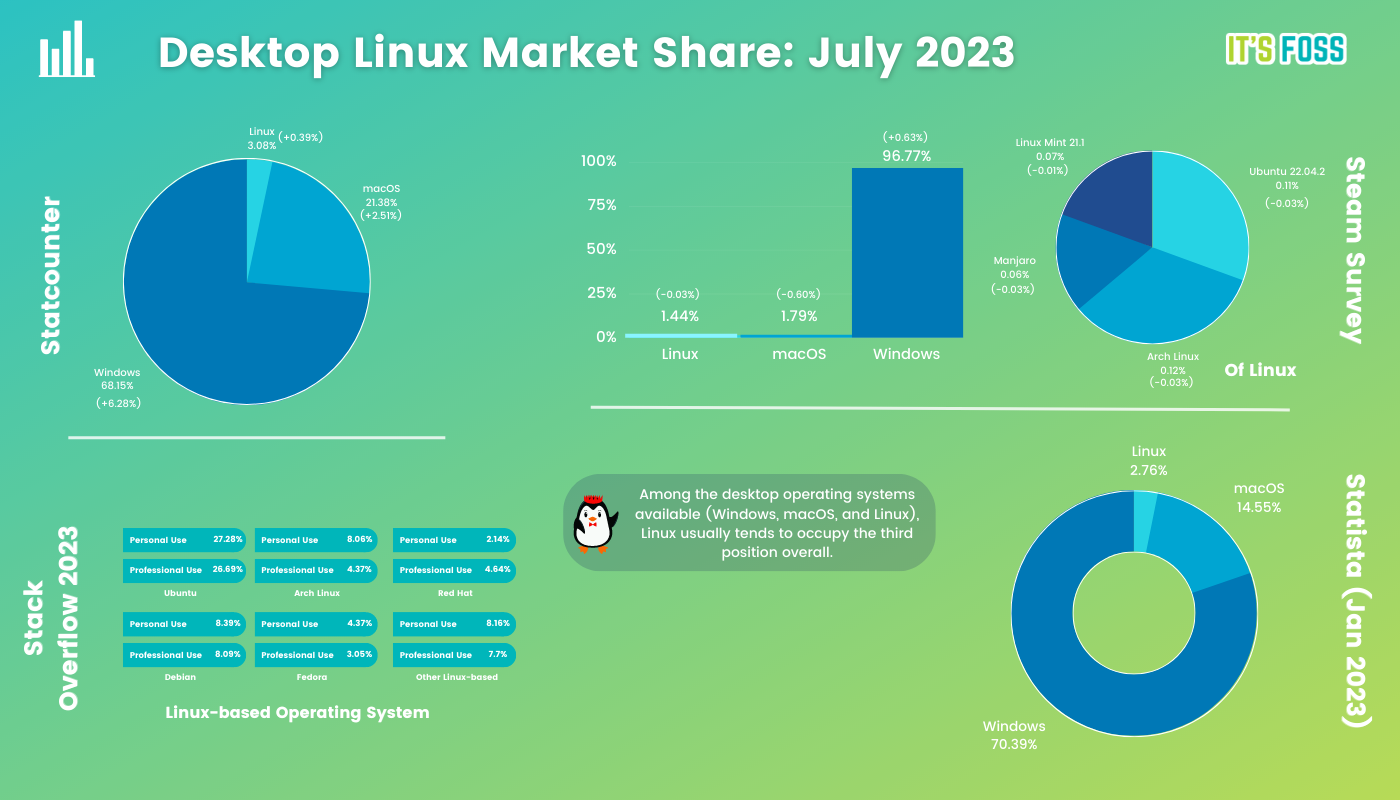 Desktop Linux Market Share: July 2023
IT'S FOSS
Statcounter
Linux
3.08%
(+0.39%)
macOS
21.38%
(+2.51%)
Windows
68.15%
(+6.28%)
100%
75%
50%
25%
0%
(-0.03%)
1.44%
Linux
(-0.60%)
1.79%
macOS
(+0.63%)
96.77%
Windows
Steam Survey
Linux Mint 21.1
0.07%
(-0.01%)
Ubuntu 22.04.2
0.11%
(-0.03%)
Manjaro
0.06%
(-0.03%)
Arch Linux
0.12%
(-0.03%)
Of Linux
Stack
Overflow 2023
Personal Use 27.28%
Professional Use 26.69%
Ubuntu
Personal Use 8.06%
Professional Use 4.37%
Arch Linux
Personal Use 2.14%
Professional Use 4.64%
Red Hat
Personal Use 8.39%
Professional Use 8.09%
Debian
Personal Use 4.37%
Professional Use 3.05%
Fedora
Personal Use 8.16%
Professional Use 7.7%
Other Linux-based
Linux-based Operating System
Among the desktop operating systems
available (Windows, macOS, and Linux),
Linux usually tends to occupy the third
position overall.
Statista (Jan 2023)
Linux
2.76%
macOS
14.55%
Windows
70.39%